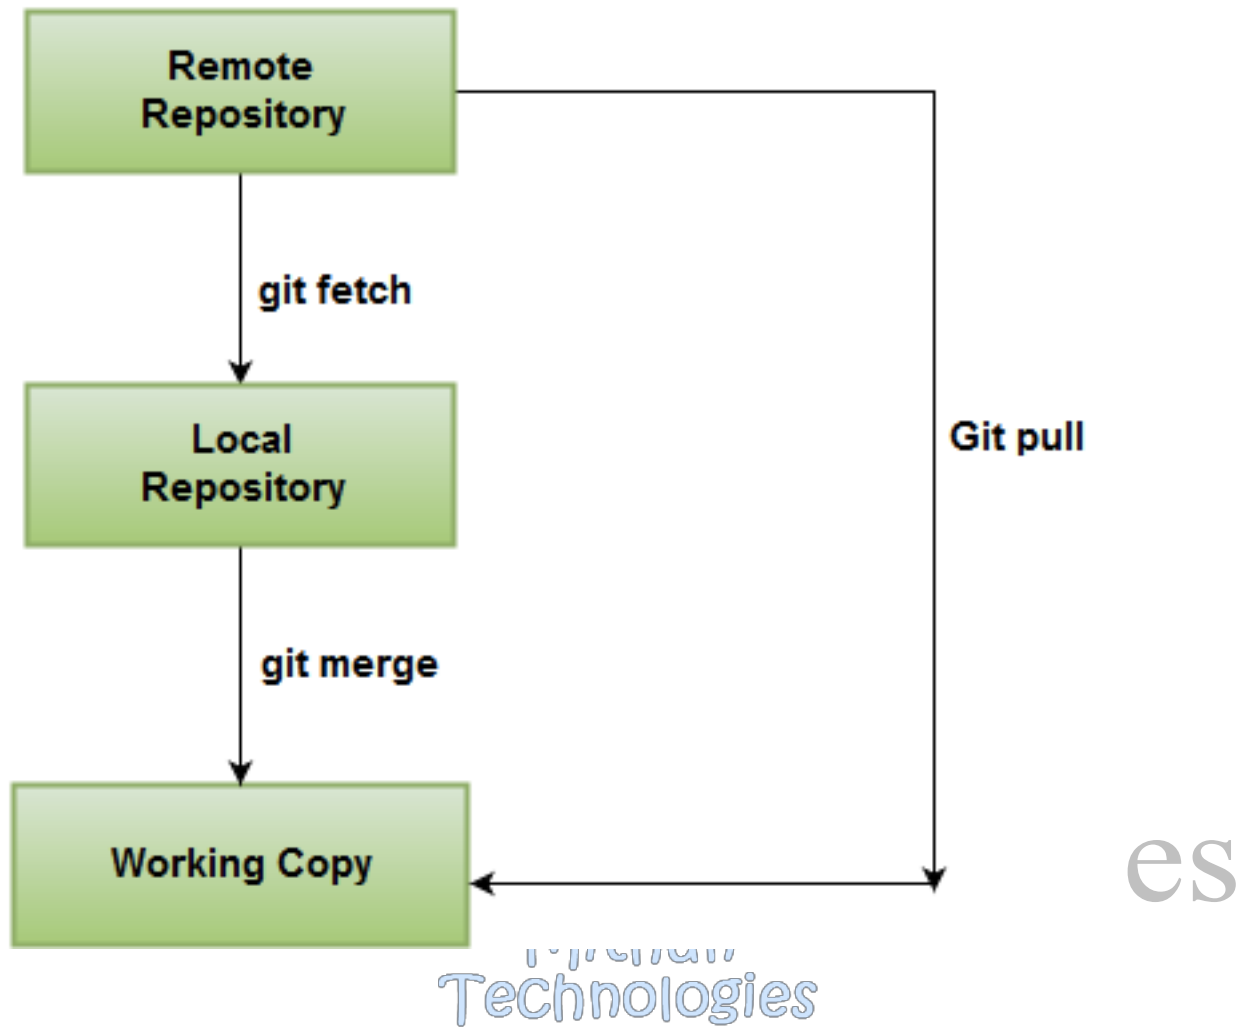 Remote
Repository
git fetch
Local
Repository
Git pull
git merge
Working Copy
es
Technologies